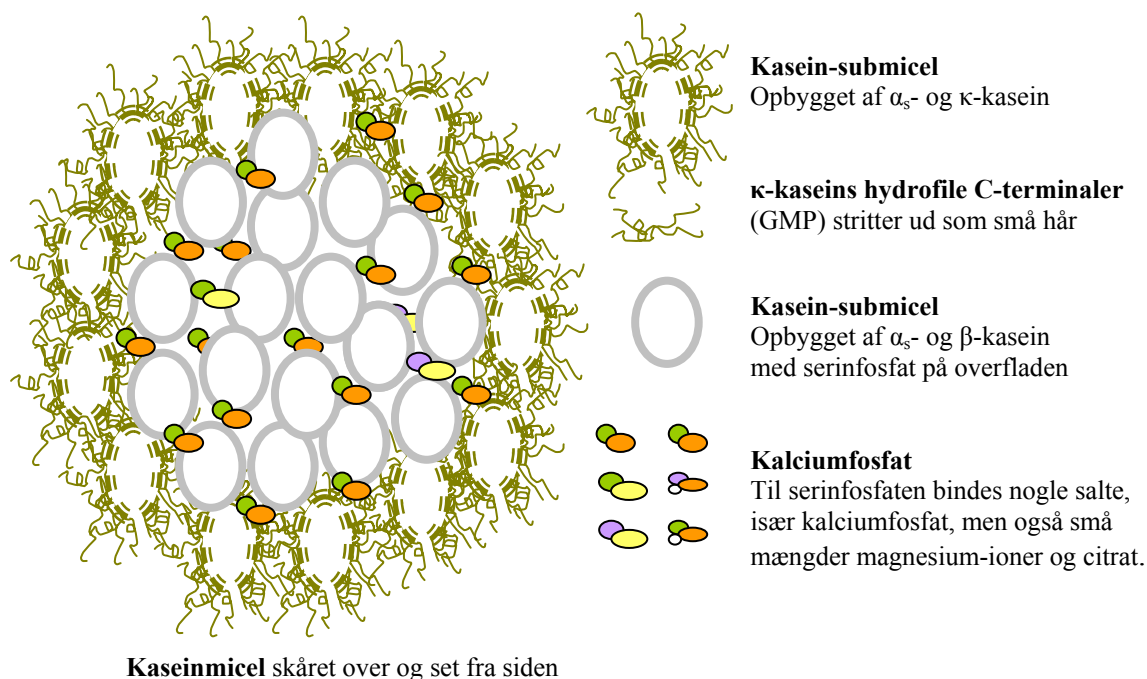 Kasein-submicel
Opbygget af αs- og κ-kasein
κ-kaseins hydrofile C-terminaler
(GMP) stritter ud som små hår
Kasein-submicel
Opbygget af αs- og β-kasein
med serinfosfat på overfladen
Kalciumfosfat
Til serinfosfaten bindes nogle salte,
især kalciumfosfat, men også små
mængder magnesium-ioner og citrat.
Kaseinmicel skåret over og set fra siden